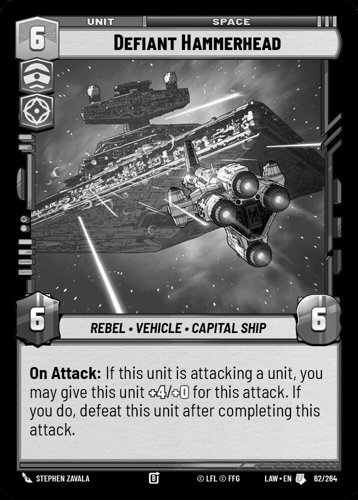 UNIT
SPACE
6
DEFIANT HAMMERHEAD
6
6
REBEL • VEHICLE • CAPITAL SHIP
On Attack: If this unit is attacking a unit, you
may give this unit +4/+0 for this attack. If
you do, defeat this unit after completing this
attack.
STEPHEN ZAVALA
© LFL © FFG
LAW • EN
62/264